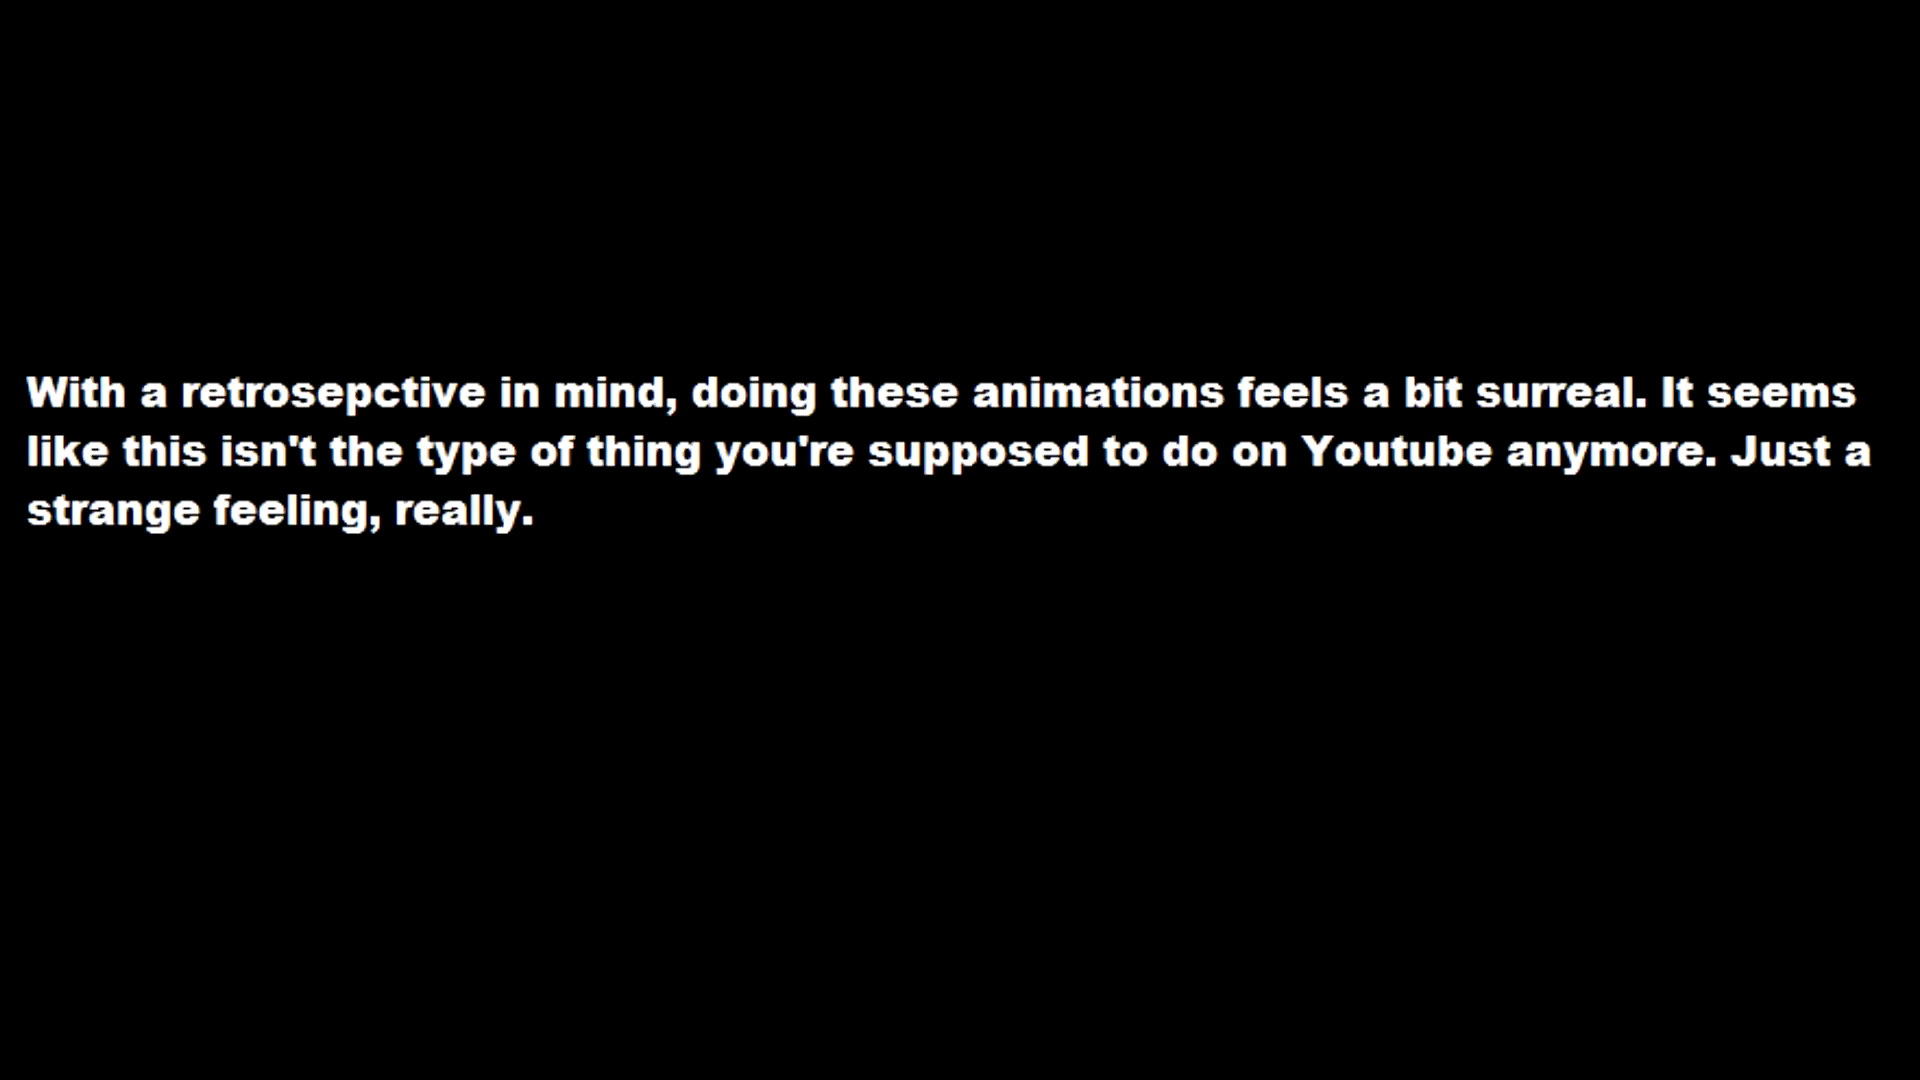 With a retrosepctive in mind, doing these animations feels a bit surreal. It seems
like this isn't the type of thing you're supposed to do on Youtube anymore. Just a
strange feeling, really.